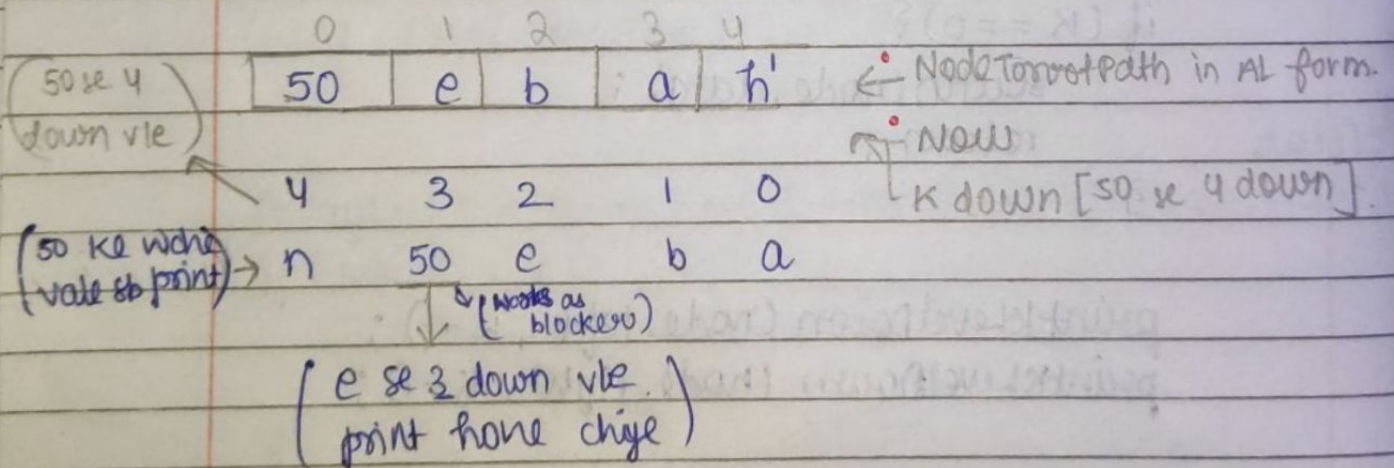 0 1 2 3 4
50 e b a h' ← NodeTorootPath in AL form.
(50 se 4
down vle)
Now
4 3 2 1 0
K down [50 se 4 down]
(50 ke
vale sb print) → n 50 e b a
(works as
blocker)
(e se 3 down vle.
print hone chiye)